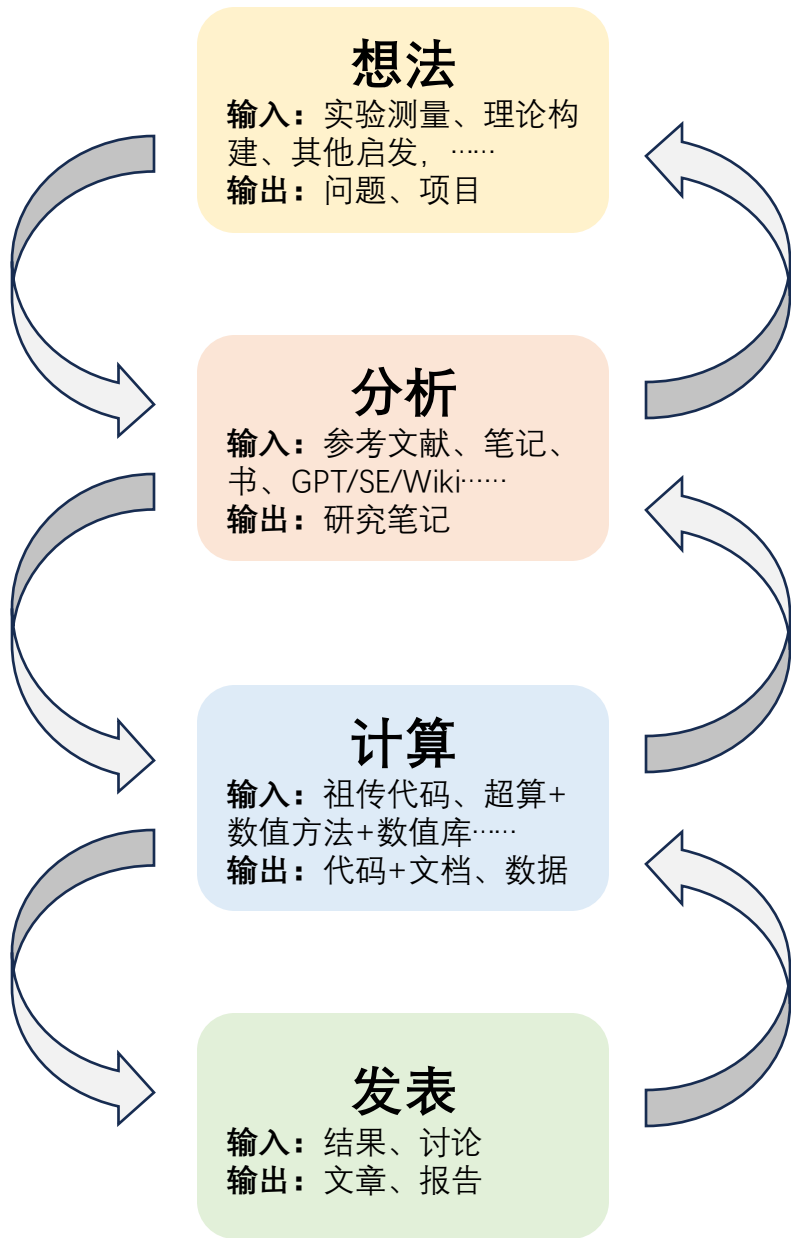 想法
输入：实验测量、理论构
建、其他启发，……
输出：问题、项目
分析
输入：参考文献、笔记、
书、GPT/SE/Wiki……
输出：研究笔记
计算
输入：祖传代码、超算+
数值方法+数值库……
输出：代码+文档、数据
发表
输入：结果、讨论
输出：文章、报告